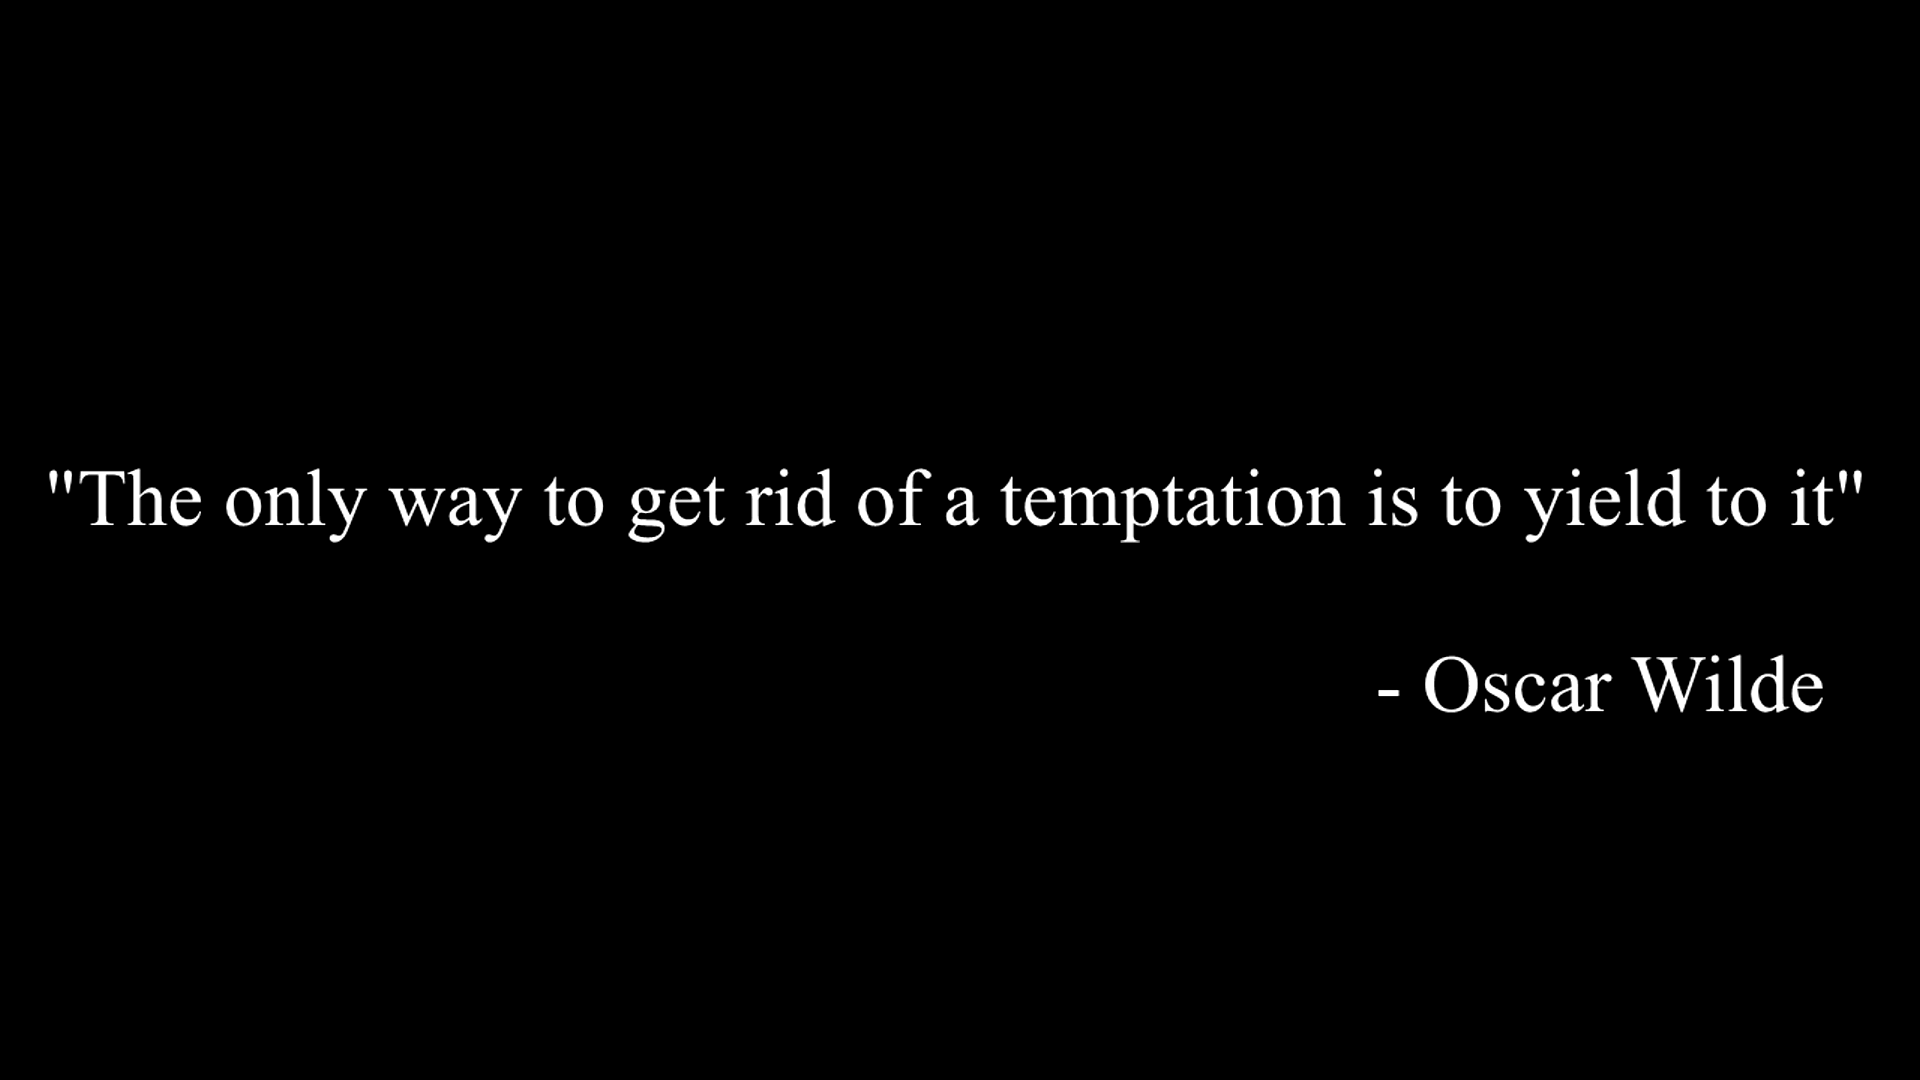 "The only way to get rid of a temptation is to yield to it"
- Oscar Wilde